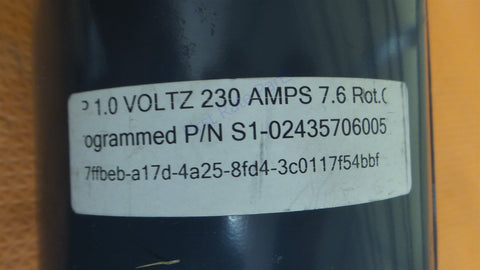 P 1.0 VOLTZ 230 AMPS 7.6 Rot.C
ogrammed P/N S1-02435706005
7ffbeb-a17d-4a25-8fd4-3c0117f54bbf